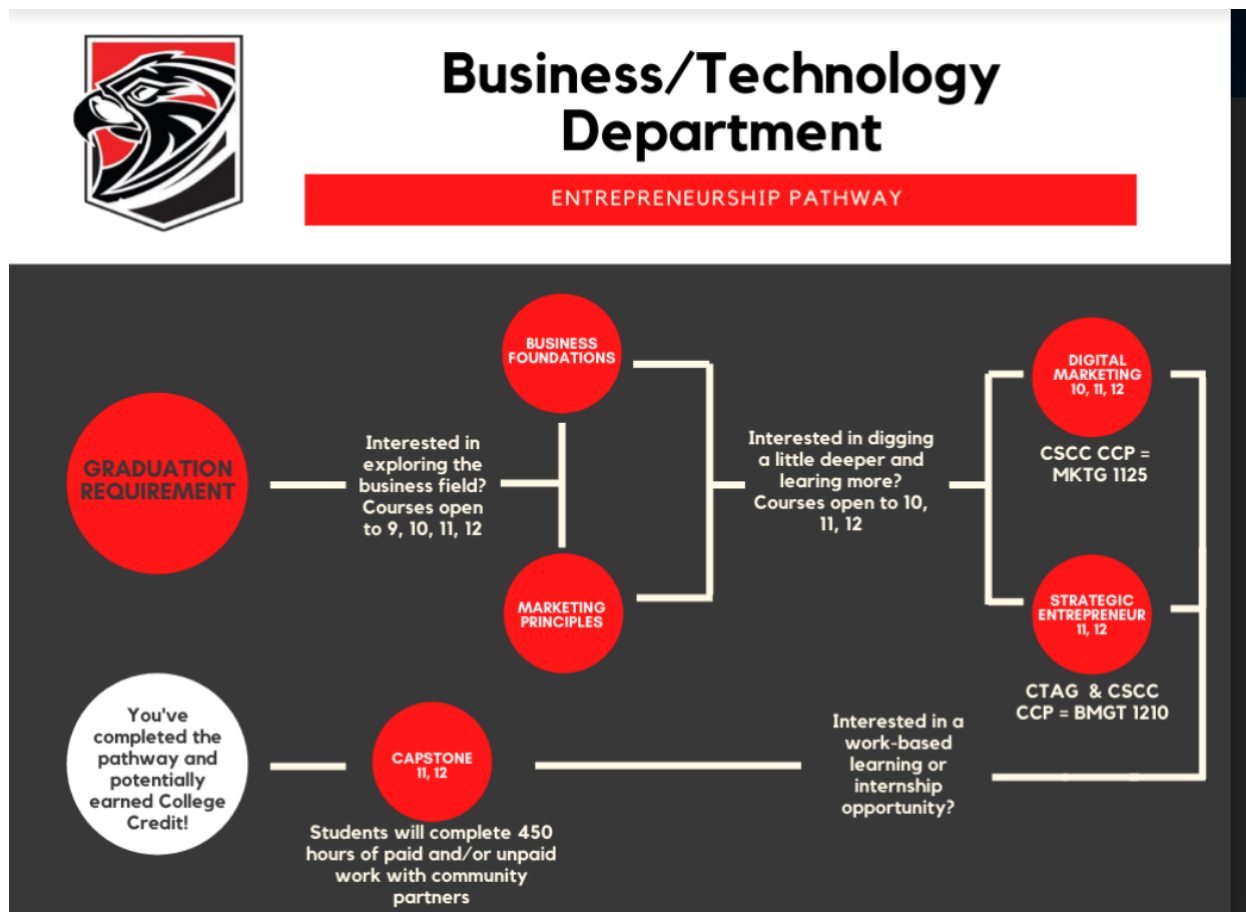 Business/Technology
Department
ENTREPRENEURSHIP PATHWAY
GRADUATION
REQUIREMENT
Interested in
exploring the
business field?
Courses open
to 9, 10, 11, 12
BUSINESS
FOUNDATIONS
MARKETING
PRINCIPLES
Interested in digging
a little deeper and
learing more?
Courses open to 10,
11, 12
DIGITAL
MARKETING
10, 11, 12
CSCC CCP =
MKTG 1125
STRATEGIC
ENTREPRENEUR
11, 12
CTAG & CSCC
CCP = BMGT 1210
Interested in a
work-based
learning or
internship
opportunity?
CAPSTONE
11, 12
Students will complete 450
hours of paid and/or unpaid
work with community
partners
You've
completed the
pathway and
potentially
earned College
Credit!